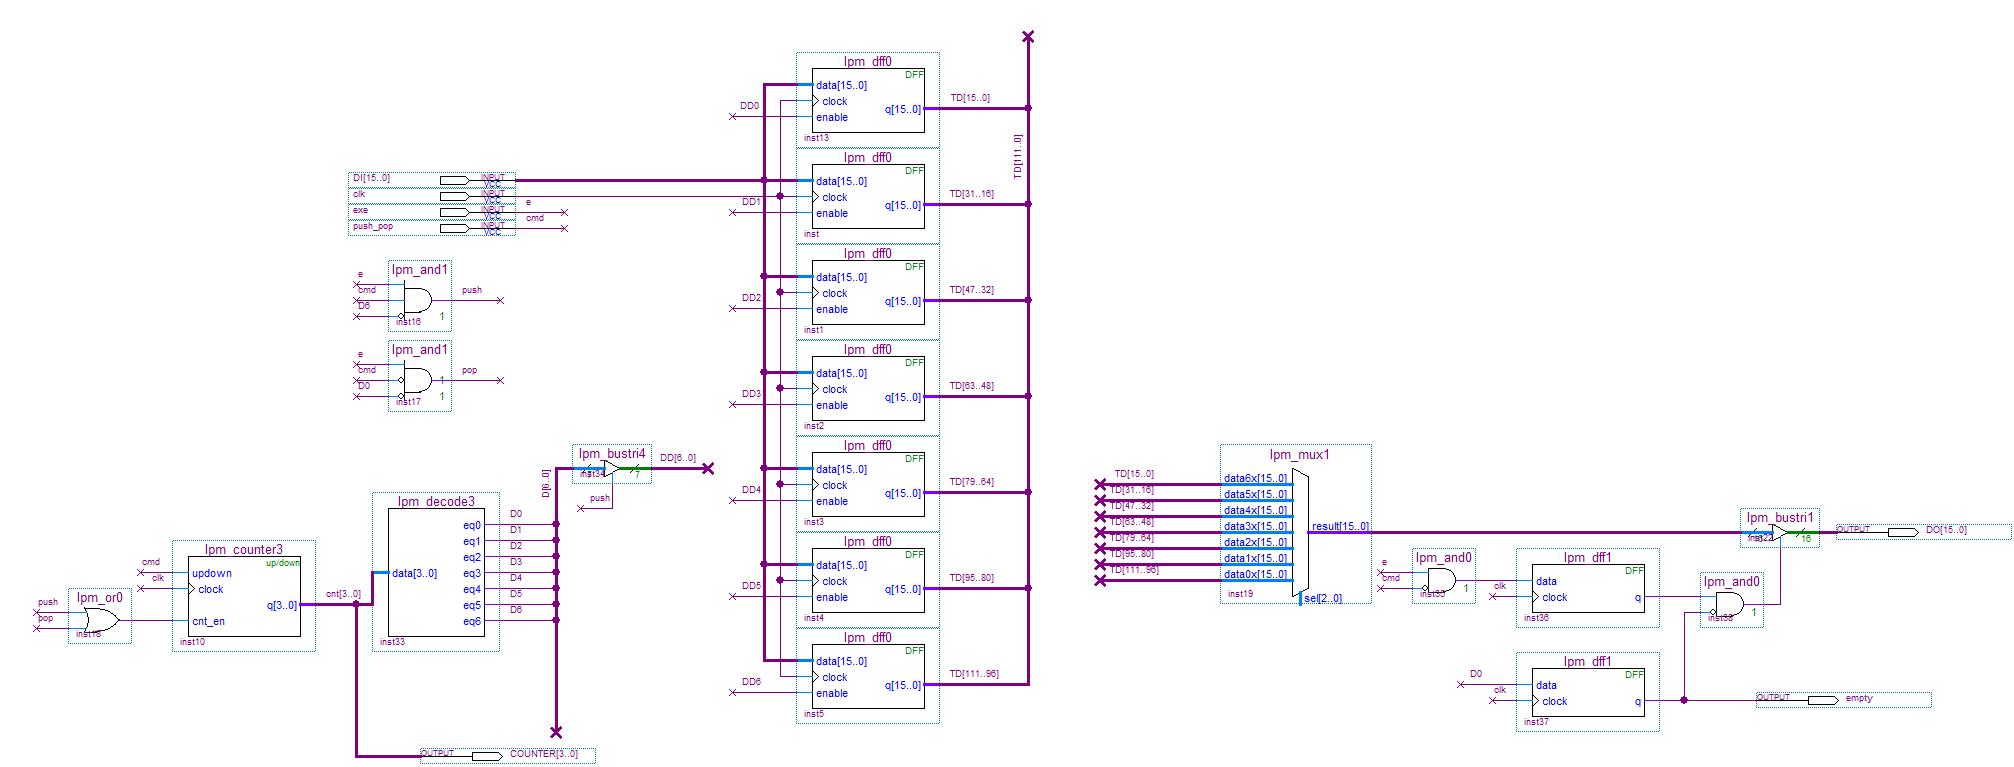 lpm_dff0
DFF
data[15..0]
clock
q[15..0]
enable
inst13
DD0
TD[15..0]
TD[111..0]
lpm_dff0
DFF
data[15..0]
clock
q[15..0]
enable
inst
DD1
TD[31..16]
lpm_dff0
DFF
data[15..0]
clock
q[15..0]
enable
inst1
DD2
TD[47..32]
lpm_dff0
DFF
data[15..0]
clock
q[15..0]
enable
inst2
DD3
TD[63..48]
lpm_dff0
DFF
data[15..0]
clock
q[15..0]
enable
inst3
DD4
TD[79..64]
lpm_dff0
DFF
data[15..0]
clock
q[15..0]
enable
inst4
DD5
TD[95..80]
lpm_dff0
DFF
data[15..0]
clock
q[15..0]
enable
inst5
DD6
TD[111..96]
DI[15..0]
INPUT
VCC
clk
INPUT
VCC
exe
INPUT
VCC
e
push_pop
INPUT
VCC
cmd
lpm_and1
e
cmd
D6
push
inst16
1
lpm_and1
e
cmd
D0
pop
1
inst17
1
lpm_bustri4
inst34
7
DD[6..0]
push
D[6..0]
lpm_decode3
data[3..0]
eq0
eq1
eq2
eq3
eq4
eq5
eq6
inst33
D0
D1
D2
D3
D4
D5
D6
lpm_counter3
up/down
updown
clock
q[3..0]
cnt_en
inst10
cmd
clk
cnt[3..0]
lpm_or0
push
pop
inst18
OUTPUT
COUNTER[3..0]
lpm_mux1
TD[15..0]
TD[31..16]
TD[47..32]
TD[63..48]
TD[79..64]
TD[95..80]
TD[111..96]
data6x[15..0]
data5x[15..0]
data4x[15..0]
data3x[15..0]
data2x[15..0]
data1x[15..0]
data0x[15..0]
result[15..0]
sel[2..0]
inst19
lpm_bustri1
inst22
16
OUTPUT
DO[15..0]
lpm_and0
e
cmd
inst35
1
lpm_dff1
DFF
data
clock
q
inst36
clk
lpm_and0
inst38
1
lpm_dff1
DFF
data
clock
q
inst37
D0
clk
OUTPUT
empty